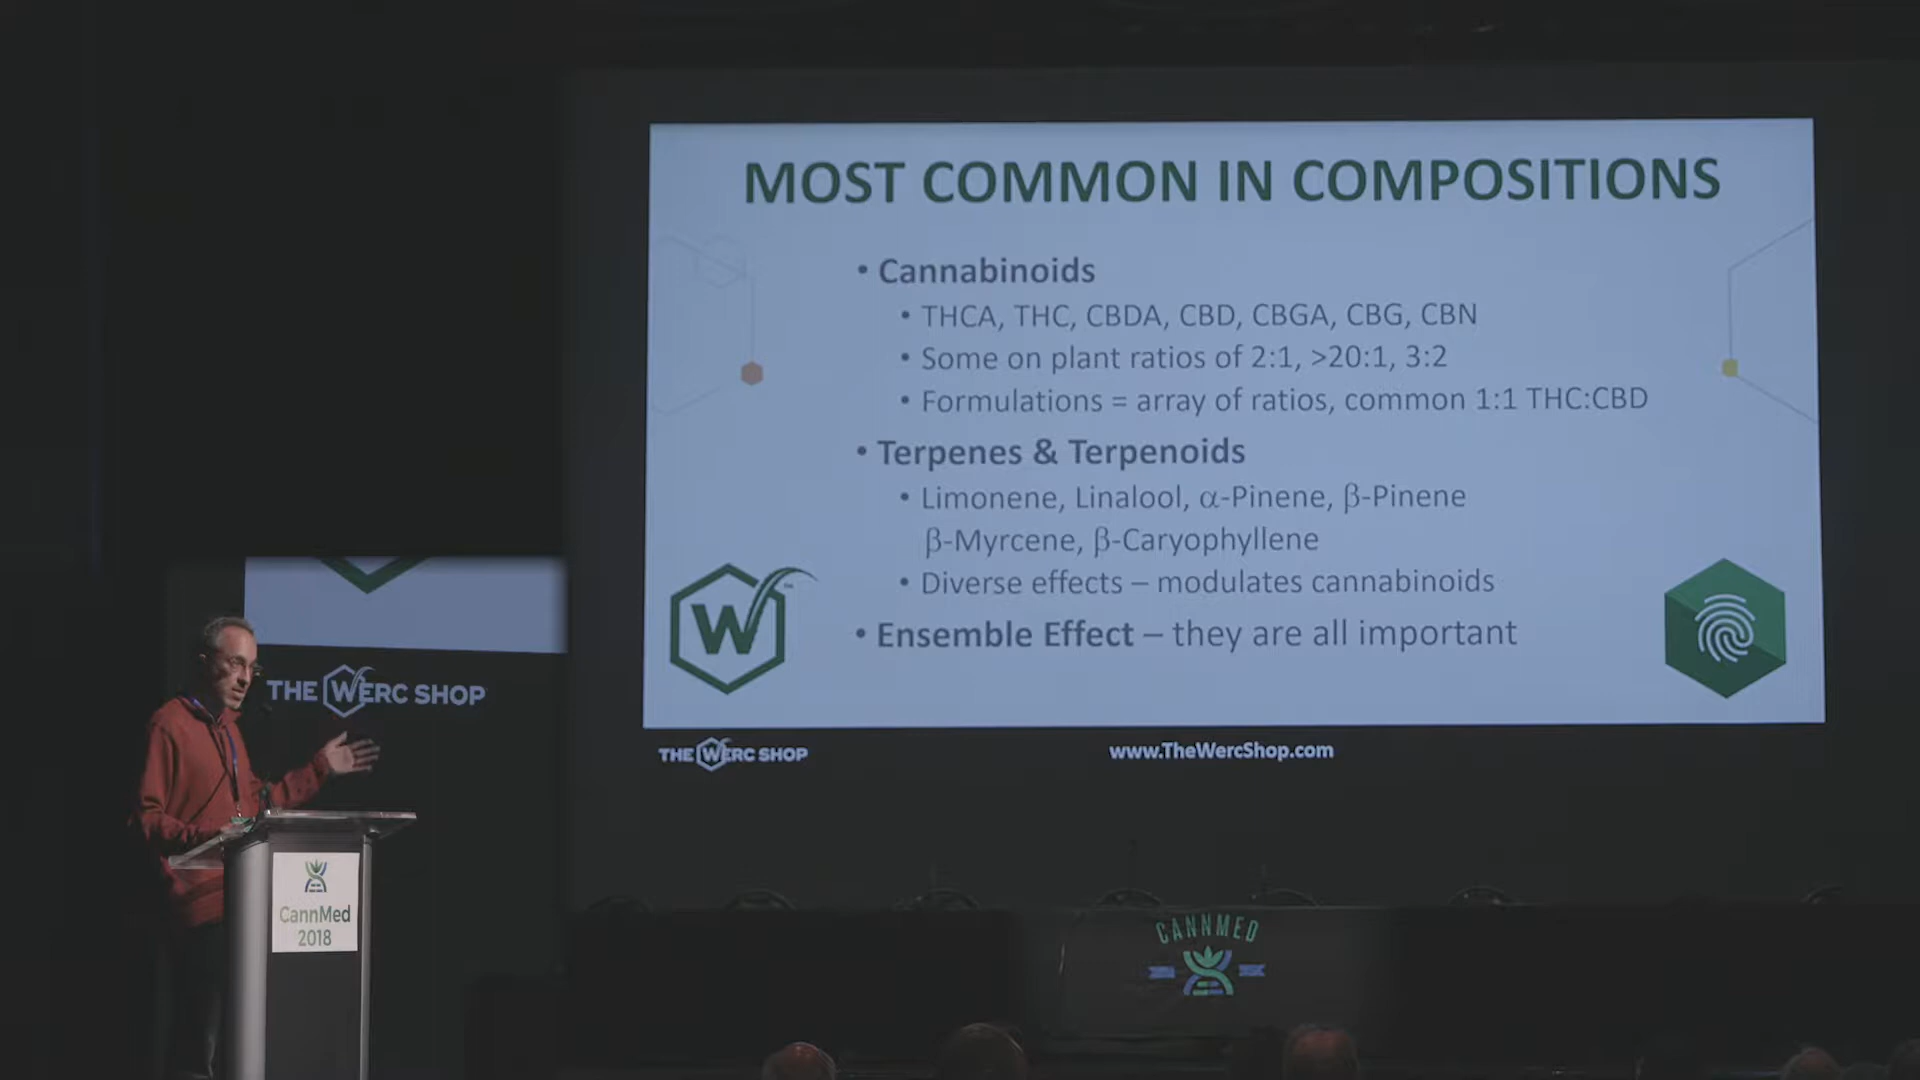 MOST COMMON IN COMPOSITIONS
• Cannabinoids
• THCA, THC, CBDA, CBD, CBGA, CBG, CBN
• Some on plant ratios of 2:1, >20:1, 3:2
• Formulations = array of ratios, common 1:1 THC:CBD
• Terpenes & Terpenoids
• Limonene, Linalool, α-Pinene, β-Pinene
β-Myrcene, β-Caryophyllene
• Diverse effects – modulates cannabinoids
• Ensemble Effect – they are all important
W
THE WERC SHOP
www.TheWercShop.com
THE WERC SHOP
CannMed
2018
CANNMED